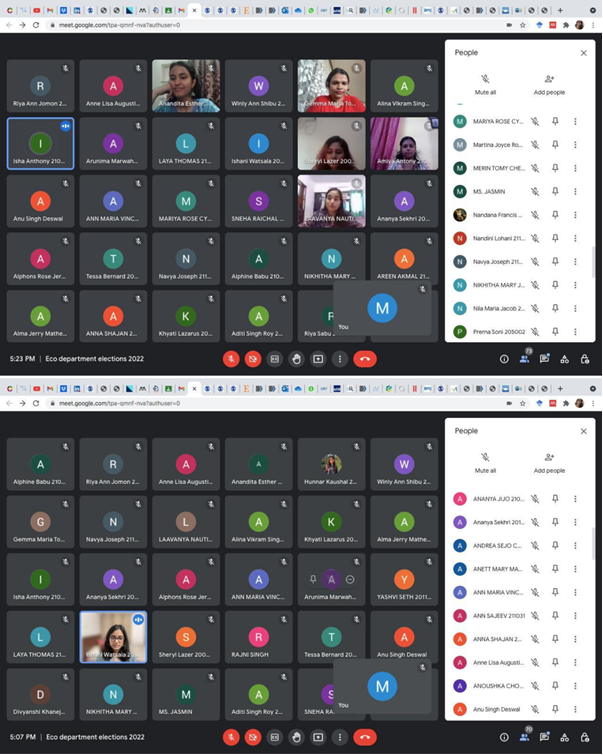 meet.google.com/tpa-qmnf-nva?authuser=0
R
A
W
A
Riya Ann Jomon 2...
Anne Lisa Augusti...
Anandita Esther
Winly Ann Shibu 2...
Gemma Maria To...
Alina Vikram Sing...
I
A
L
I
Isha Anthony 210...
Arunima Marwah...
LAYA THOMAS 21...
Ishani Watsala 20...
Sheryl Lazer 200...
Amiya Antony 210...
A
A
M
S
A
Anu Singh Deswal
ANN MARIA VINC...
MARIYA ROSE CY...
SNEHA RAICHAL ...
LAAVANYA NAUTI...
Ananya Sekhri 20...
A
T
N
A
N
A
Alphons Rose Jer...
Tessa Bernard 20...
Navya Joseph 211...
Alphine Babu 210...
NIKHITHA MARY ...
AREEN AKMAL 21...
A
A
K
A
R
M
Alma Jerry Mathe...
ANNA SHAJAN 2...
Khyati Lazarus 20...
Aditi Singh Roy 2...
Riya Sabu
You
5:23 PM | Eco department elections 2022
People
Mute all
Add people
M MARIYA ROSE CY...
M Martina Joyce Ro...
M MERIN TOMY CHE...
M MS. JASMIN
Nandana Francis ...
N Nandini Lohani 211...
N Navya Joseph 211...
N NIKHITHA MARY J...
N Nila Maria Jacob 2...
P Prerna Soni 205002
73
meet.google.com/tpa-qmnf-nva?authuser=0
A
R
A
A
W
Alphine Babu 210...
Riya Ann Jomon 2...
Anne Lisa Augusti...
Anandita Esther ...
Hunnar Kaushal 2...
Winly Ann Shibu 2...
G
N
L
A
K
A
Gemma Maria To...
Navya Joseph 211...
LAAVANYA NAUTI...
Alina Vikram Sing...
Khyati Lazarus 20...
Alma Jerry Mathe...
I
A
A
A
A
Y
Isha Anthony 210...
Ananya Sekhri 20...
Alphons Rose Jer...
ANN MARIA VINC...
Arunima Marwah...
YASHVI SETH 2011...
L
S
R
T
A
LAYA THOMAS 21...
Ishani Watsala 20...
Sheryl Lazer 200...
RAJNI SINGH
Tessa Bernard 20...
Anu Singh Deswal
D
N
M
A
S
M
Divyanshi Khanej...
NIKHITHA MARY ...
MS. JASMIN
Aditi Singh Roy 2...
SNEHA RA
You
5:07 PM | Eco department elections 2022
People
Mute all
Add people
A ANANYA JIJO 210...
A Ananya Sekhri 201...
A ANDREA SEJO C...
A ANETT MARY MA...
A ANN MARIA VINC...
A ANN SAJEEV 211031
A ANNA SHAJAN 2...
A Anne Lisa Augusti...
A ANOUSHKA CHO...
A Anu Singh Deswal
70